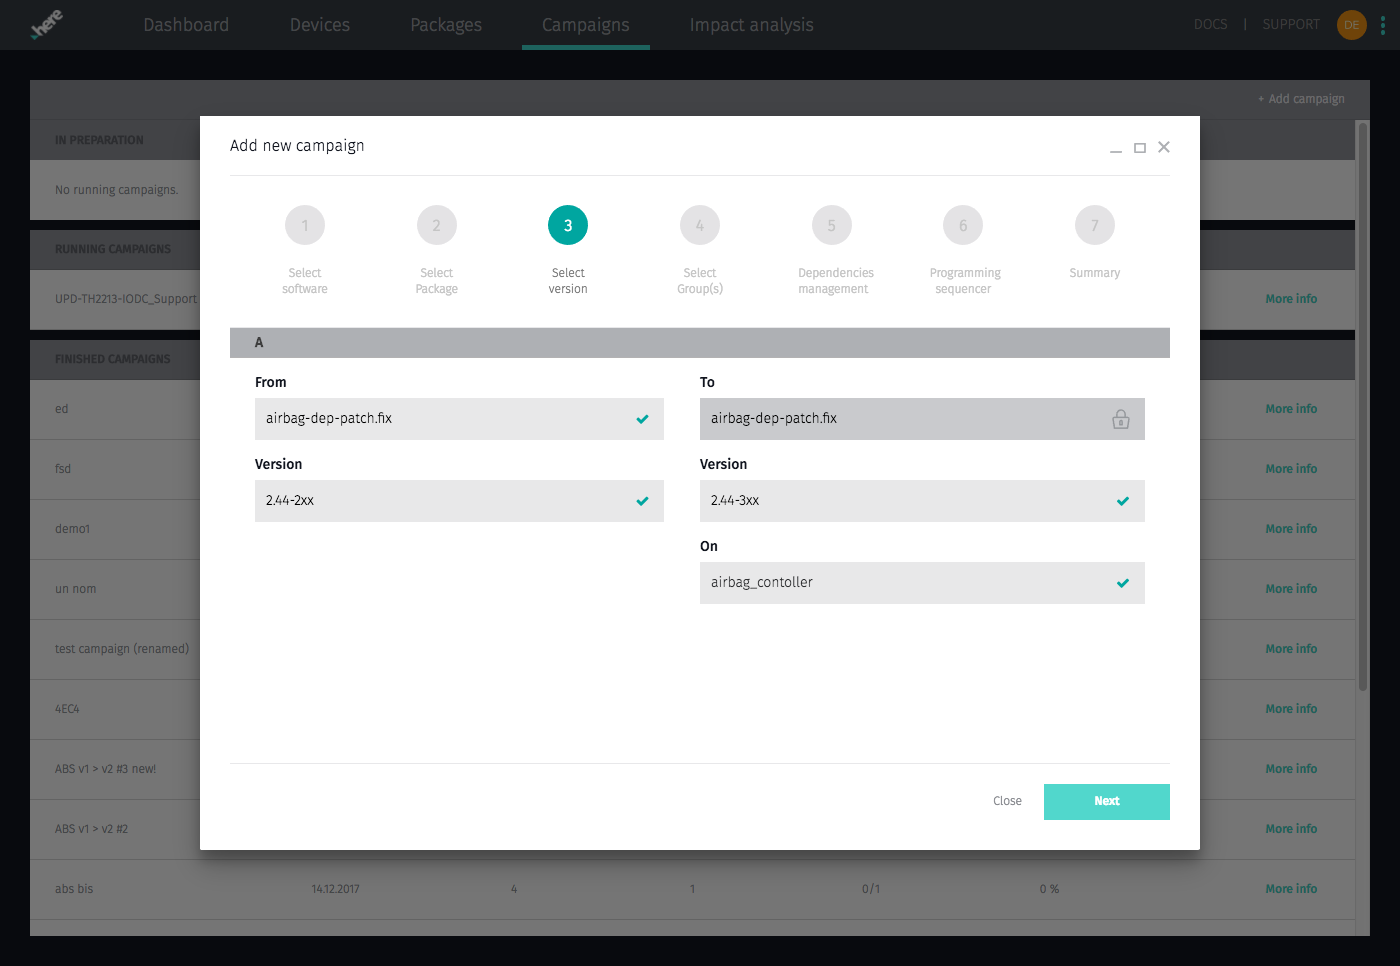 here
Dashboard
Devices
Packages
Campaigns
Impact analysis
DOCS | SUPPORT
DE
+ Add campaign
IN PREPARATION
No running campaigns.
RUNNING CAMPAIGNS
UPD-TH2213-IODC_Support
More info
FINISHED CAMPAIGNS
ed
More info
fsd
More info
demo1
More info
un nom
More info
test campaign (renamed)
More info
4EC4
More info
ABS v1 > v2 #3 new!
More info
ABS v1 > v2 #2
More info
abs bis
14.12.2017
4
1
0/1
0 %
More info
Add new campaign
1
Select
software
2
Select
Package
3
Select
version
4
Select
Group(s)
5
Dependencies
management
6
Programming
sequencer
7
Summary
A
From
airbag-dep-patch.fix
Version
2.44-2xx
To
airbag-dep-patch.fix
Version
2.44-3xx
On
airbag_contoller
Close
Next